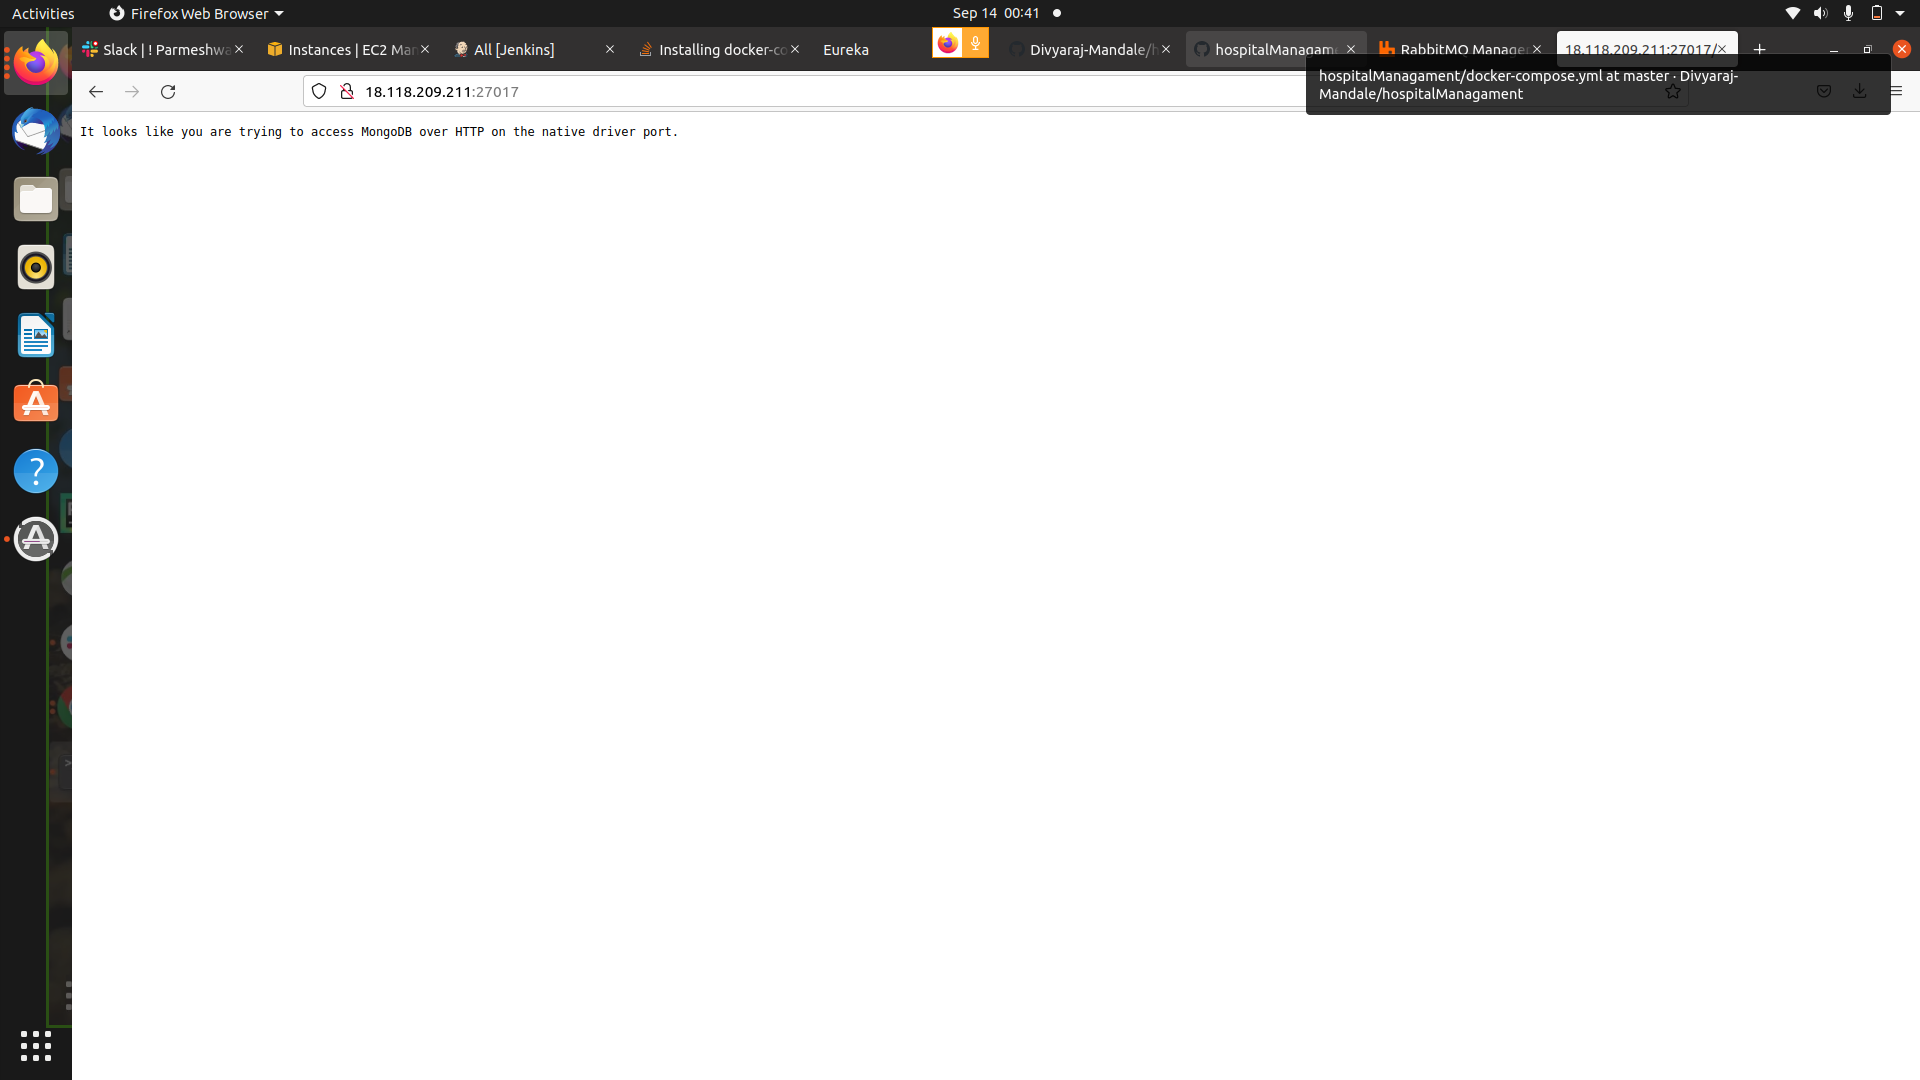 Activities
Firefox Web Browser
Sep 14 00:41
Slack | ! Parmeshwa
Instances | EC2 Man
All [Jenkins]
Installing docker-co
Eureka
Divyaraj-Mandale/h
hospitalManagame
RabbitMQ Manage
18.118.209.211:27017/
18.118.209.211:27017
hospitalManagament/docker-compose.yml at master · Divyaraj-
Mandale/hospitalManagament
It looks like you are trying to access MongoDB over HTTP on the native driver port.